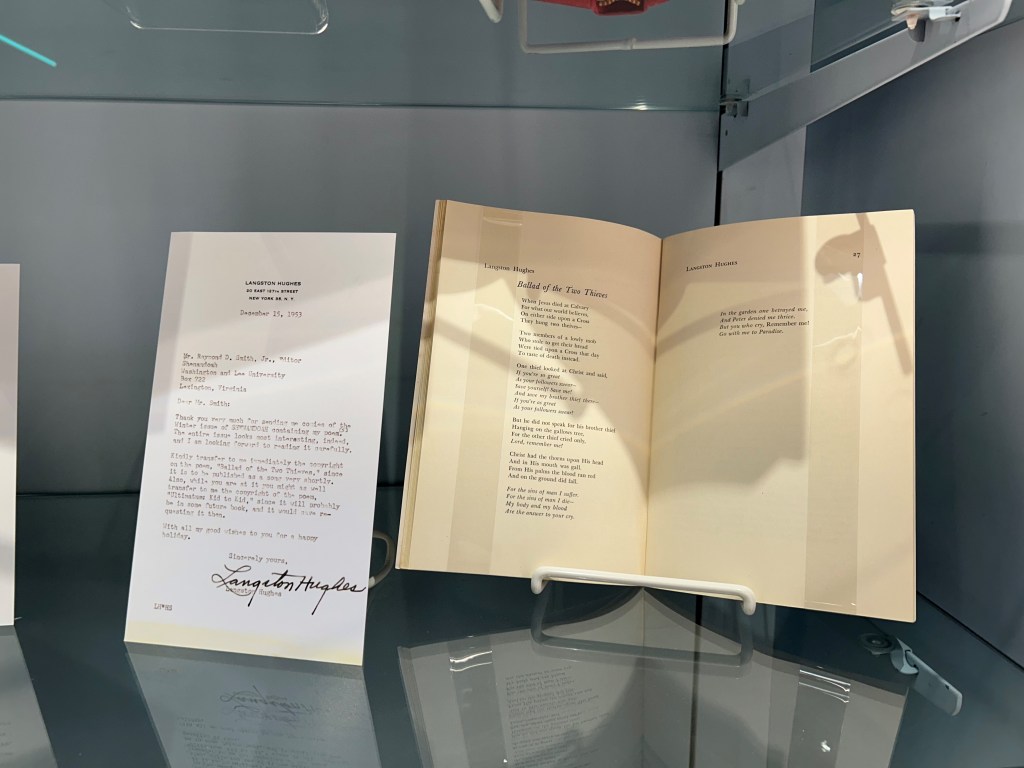 LANGSTON HUGHES
20 EAST 127TH STREET
NEW YORK 35, N. Y.
December 15, 1953
Mr. Raymond D. Smith, Jr., Editor
Shenandoah
Washington and Lee University
Box 722
Lexington, Virginia
Dear Mr. Smith:
Thank you very much for sending me copies of the
Winter issue of SHENANDOAH containing my poem.
The entire issue looks most interesting, indeed,
and I am looking forward to reading it carefully.
Kindly transfer to me immediately the copyright
on the poem, "Ballad of the Two Thieves," since
it is to be published as a song very shortly.
Also, while you are at it you might as well
transfer to me the copyright of the poem,
"Ultimatum: Kid to Kid," since it will probably
be in some future book, and it would save re-
questing it then.
With all my good wishes to you for a happy
holiday.
Sincerely yours,
Langston Hughes
Langston Hughes
Langston Hughes
Ballad of the Two Thieves
When Jesus died at Calvary
For what our world believes,
On either side upon a Cross
They hung two thieves—
Two members of a lowly mob
Who stole to get their bread
Were tied upon a Cross that day
To taste of death instead.
One thief looked at Christ and said,
If you're so great
As your followers swear—
Save yourself! Save me!
And save my brother thief there—
If you're as great
As your followers swear!
But he did not speak for his brother thief
Hanging on the gallows tree,
For the other thief cried only,
Lord, remember me!
Christ had the thorns upon His head
And in His mouth was gall.
From His palms the blood ran red
And on the ground did fall.
For the sins of man I suffer.
For the sins of man I die—
My body and my blood
Are the answer to your cry.
Langston Hughes
27
In the garden one betrayed me,
And Peter denied me thrice.
But you who cry, Remember me!
Go with me to Paradise.